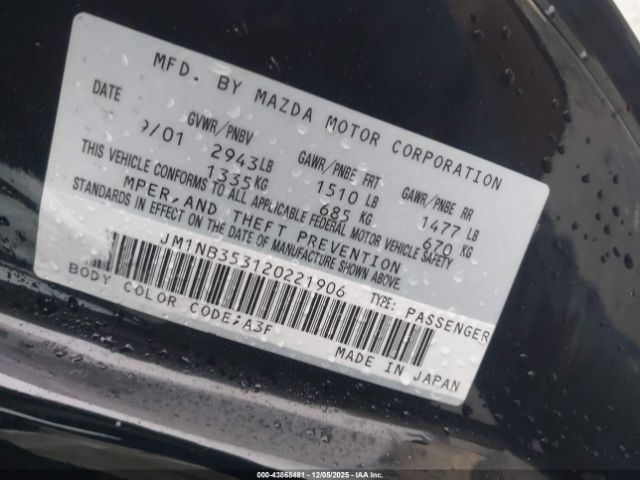 MFD. BY MAZDA MOTOR CORPORATION
DATE GVWR/PNBV GAWR/PNBE FRT GAWR/PNBE RR
9/01 2943LB 1510 LB 1477 LB
1335KG 685 KG 670 KG
THIS VEHICLE CONFORMS TO ALL APPLICABLE FEDERAL MOTOR VEHICLE SAFETY
MPER, AND THEFT PREVENTION
STANDARDS IN EFFECT ON THE DATE OF MANUFACTURE SHOWN ABOVE.
JM1NB353120221906 TYPE: PASSENGER
BODY COLOR CODE;A3F
MADE IN JAPAN
000-43868481 - 12/05/2025 - IAA, Inc.